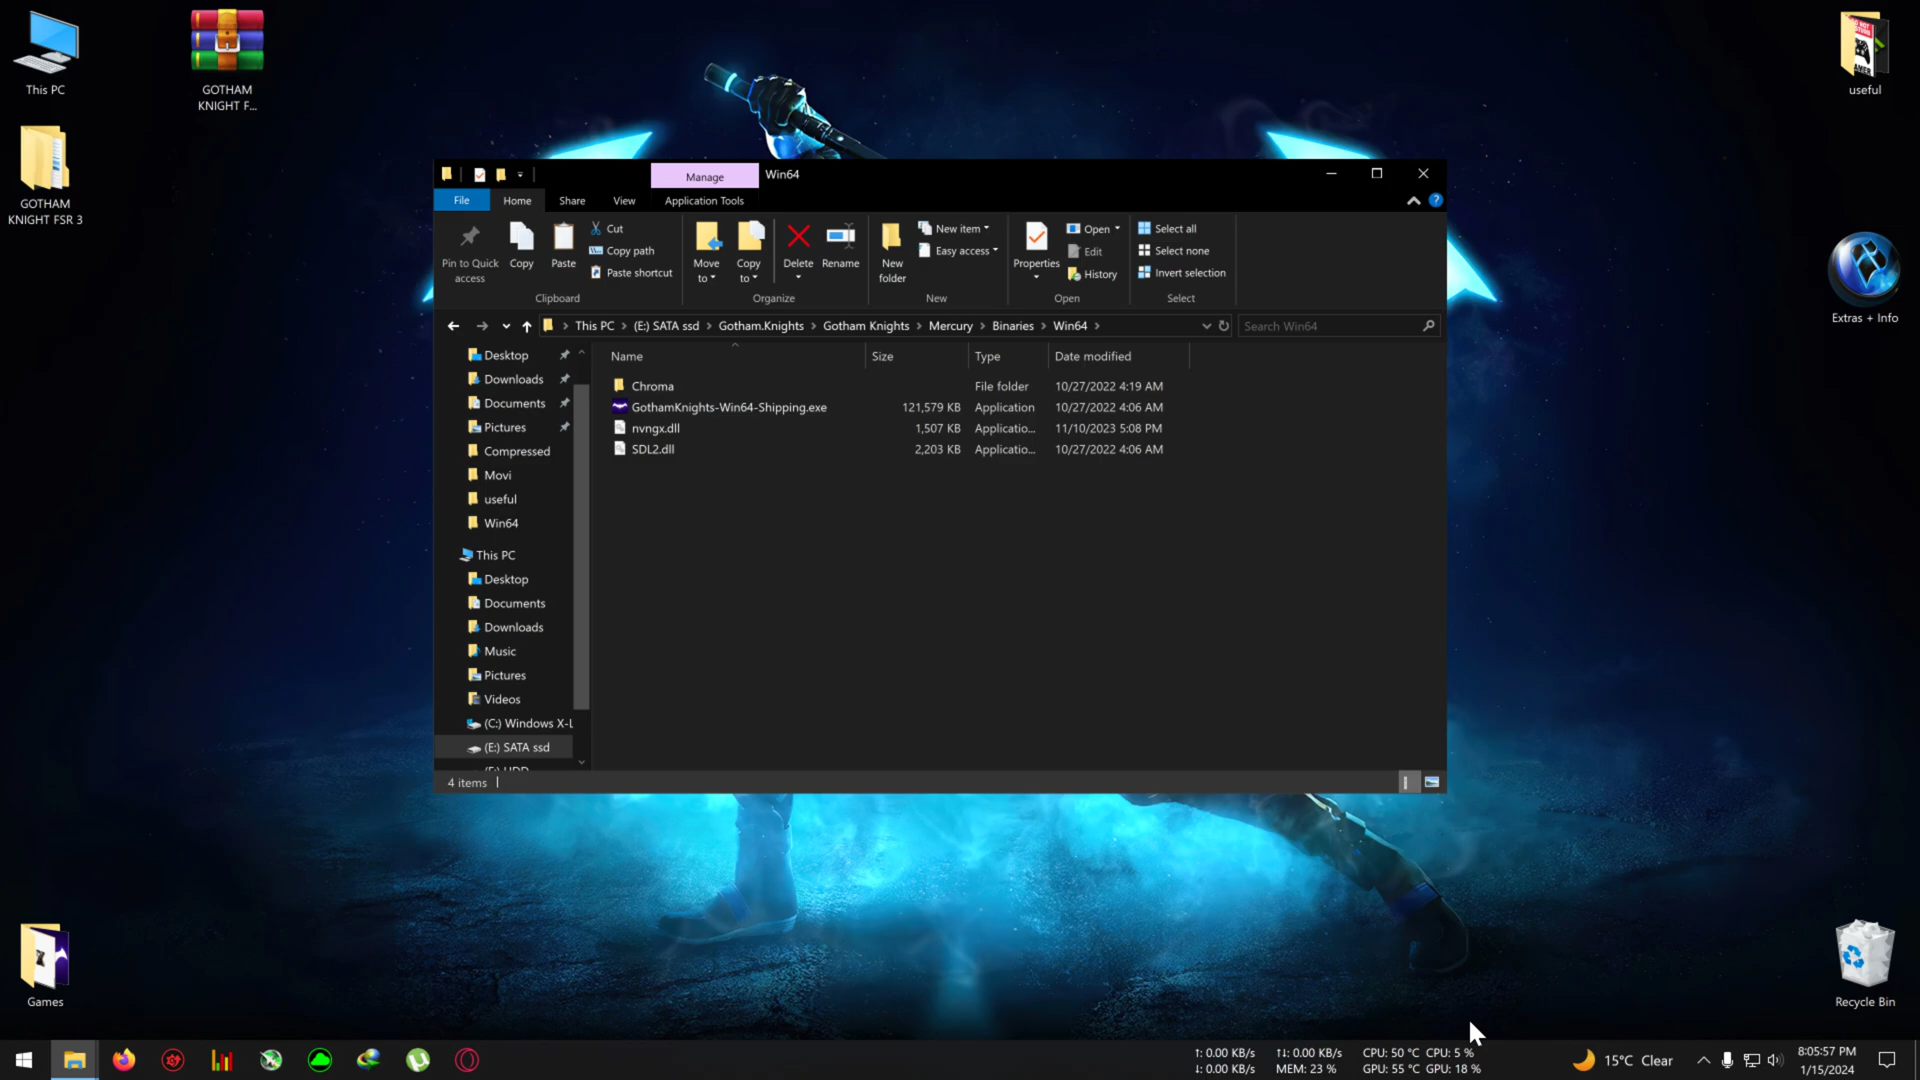 This PC
GOTHAM
KNIGHT F...
GOTHAM
KNIGHT FSR 3
useful
Extras + Info
Games
Recycle Bin
Manage
Win64
File
Home
Share
View
Application Tools
Pin to Quick
access
Copy
Paste
Cut
Copy path
Paste shortcut
Clipboard
Move
to
Copy
to
Delete
Rename
Organize
New
folder
New item
Easy access
New
Properties
Open
Edit
History
Open
Select all
Select none
Invert selection
Select
This PC > (E:) SATA ssd > Gotham.Knights > Gotham Knights > Mercury > Binaries > Win64 >
Search Win64
Desktop
Downloads
Documents
Pictures
Compressed
Movi
useful
Win64
This PC
Desktop
Documents
Downloads
Music
Pictures
Videos
(C:) Windows X-L
(E:) SATA ssd
Name Size Type Date modified
Chroma File folder 10/27/2022 4:19 AM
GothamKnights-Win64-Shipping.exe 121,579 KB Application 10/27/2022 4:06 AM
nvngx.dll 1,507 KB Applicatio... 11/10/2023 5:08 PM
SDL2.dll 2,203 KB Applicatio... 10/27/2022 4:06 AM
4 items
↑: 0.00 KB/s ↑↓: 0.00 KB/s CPU: 50 °C CPU: 5 %
↓: 0.00 KB/s MEM: 23 % GPU: 55 °C GPU: 18 %
15°C Clear
8:05:57 PM
1/15/2024